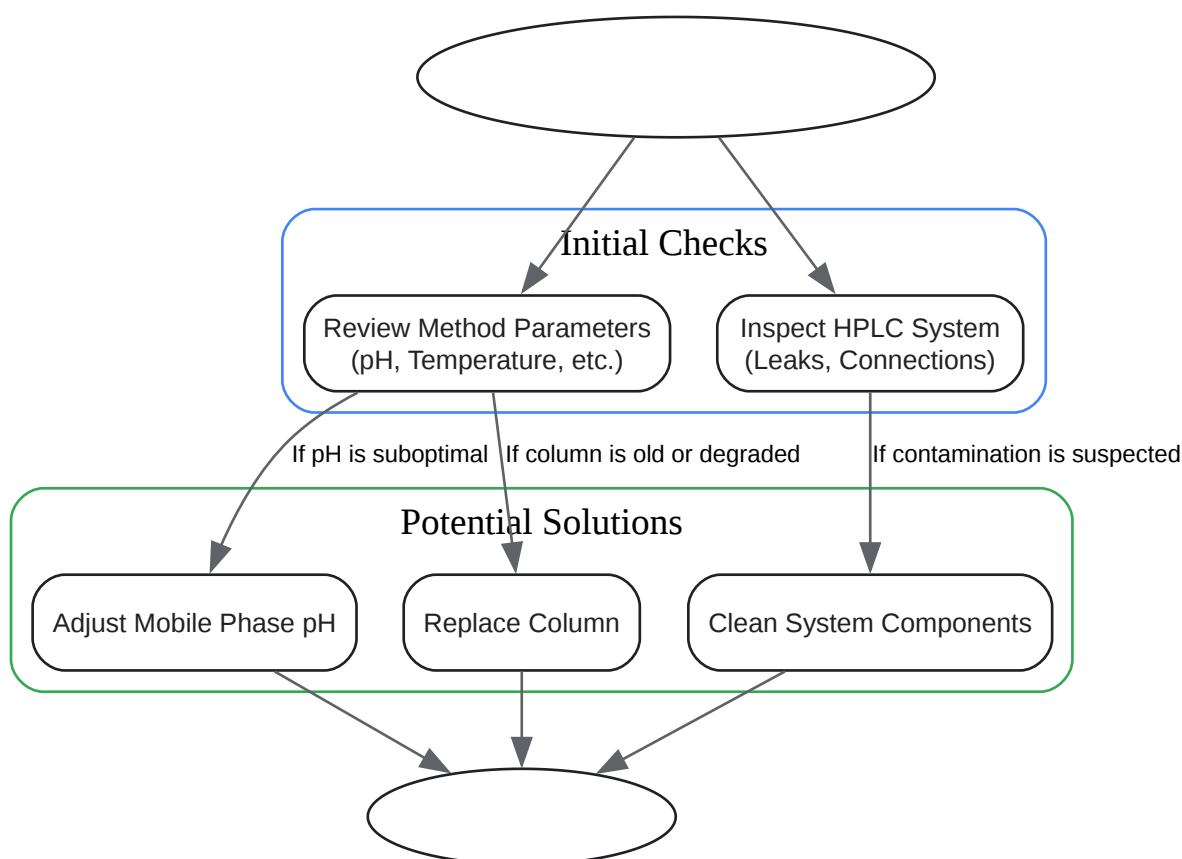 Initial Checks
Review Method Parameters
(pH, Temperature, etc.)
Inspect HPLC System
(Leaks, Connections)
If pH is suboptimal
If column is old or degraded
If contamination is suspected
Potential Solutions
Adjust Mobile Phase pH
Replace Column
Clean System Components